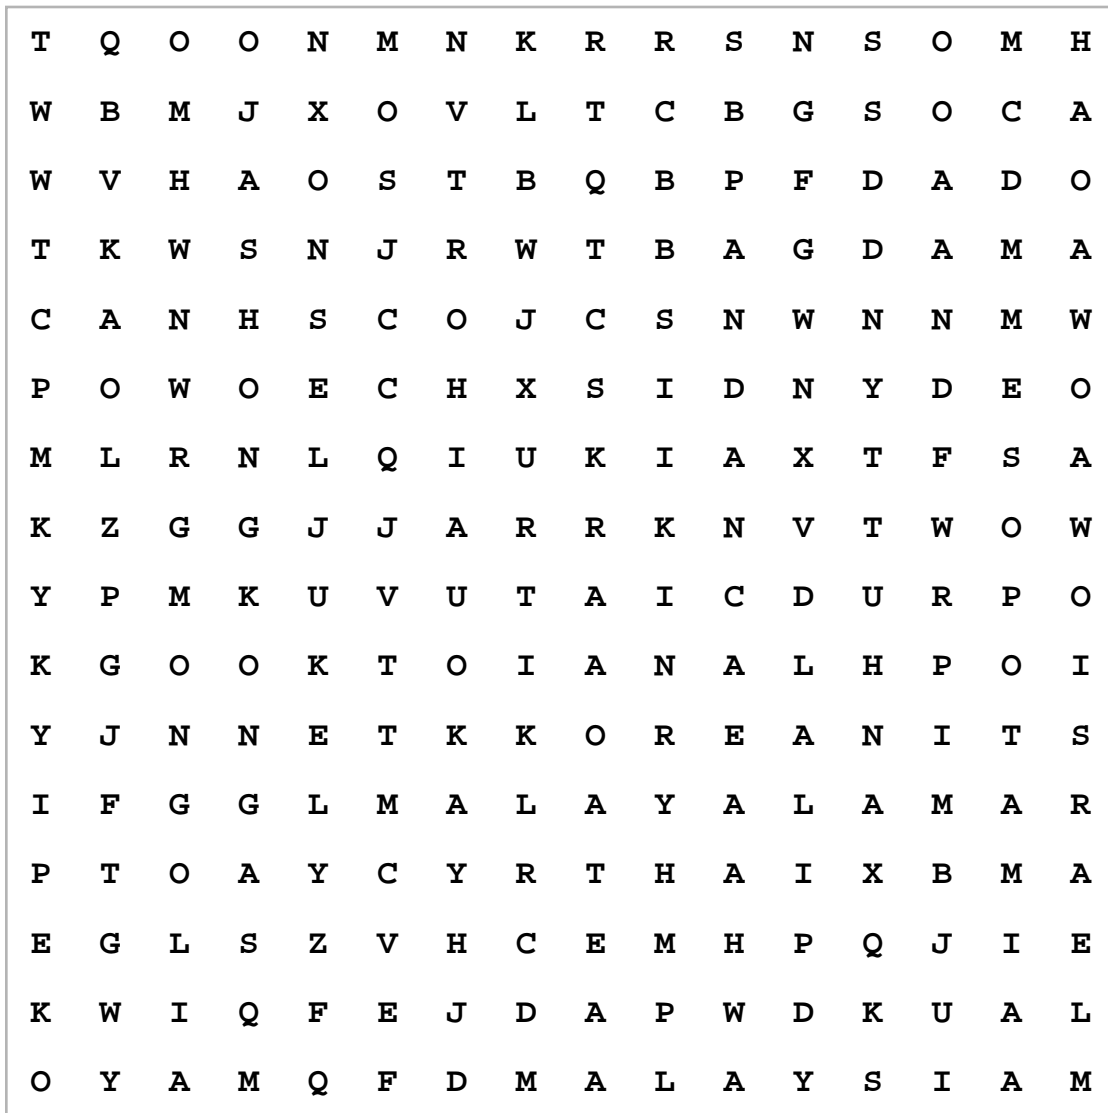 T Q O O N M N K R R S N S O M H
W B M J X O V L T C B G S O C A
W V H A O S T B Q B P F D A D O
T K W S N J R W T B A G D A M A
C A N H S C O J C S N W N N M W
P O W O E C H X S I D N Y D E O
M L R N L Q I U K I A X T F S A
K Z G G J J A R R K N V T W O W
Y P M K U V U T A I C D U R P O
K G O O K T O I A N A L H P O I
Y J N N E T K K O R E A N I T S
I F G G L M A L A Y A L A M A R
P T O A Y C Y R T H A I X B M A
E G L S Z V H C E M H P Q J I E
K W I Q F E J D A P W D K U A L
O Y A M Q F D M A L A Y S I A M